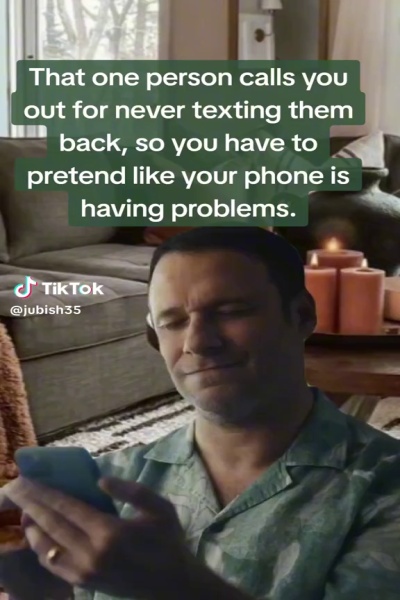 That one person calls you
out for never texting them
back, so you have to
pretend like your phone is
having problems.
TikTok
@jubish35